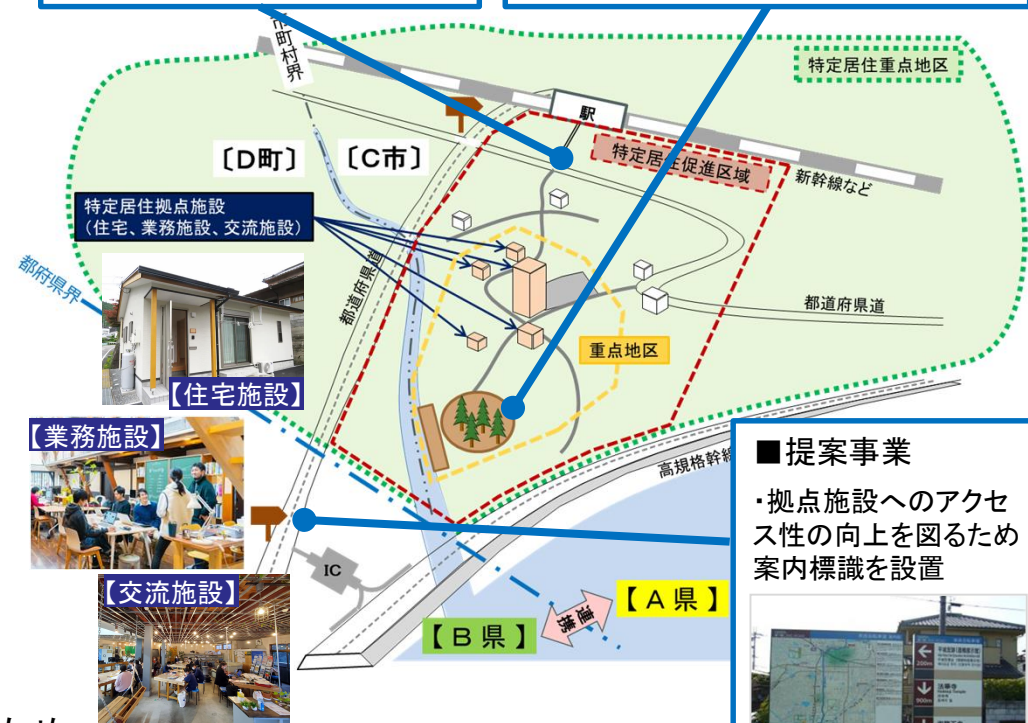 市町村界
特定居住重点地区
駅
特定居住促進区域
〔D町〕
〔C市〕
新幹線など
特定居住拠点施設
(住宅、業務施設、交流施設)
都府県界
都道府県道
都道府県道
重点地区
【住宅施設】
【業務施設】
高規格幹線
■提案事業
・拠点施設へのアクセ
ス性の向上を図るため
案内標識を設置
IC
【交流施設】
【A県】
連携
【B県】
200m
法華寺
900m